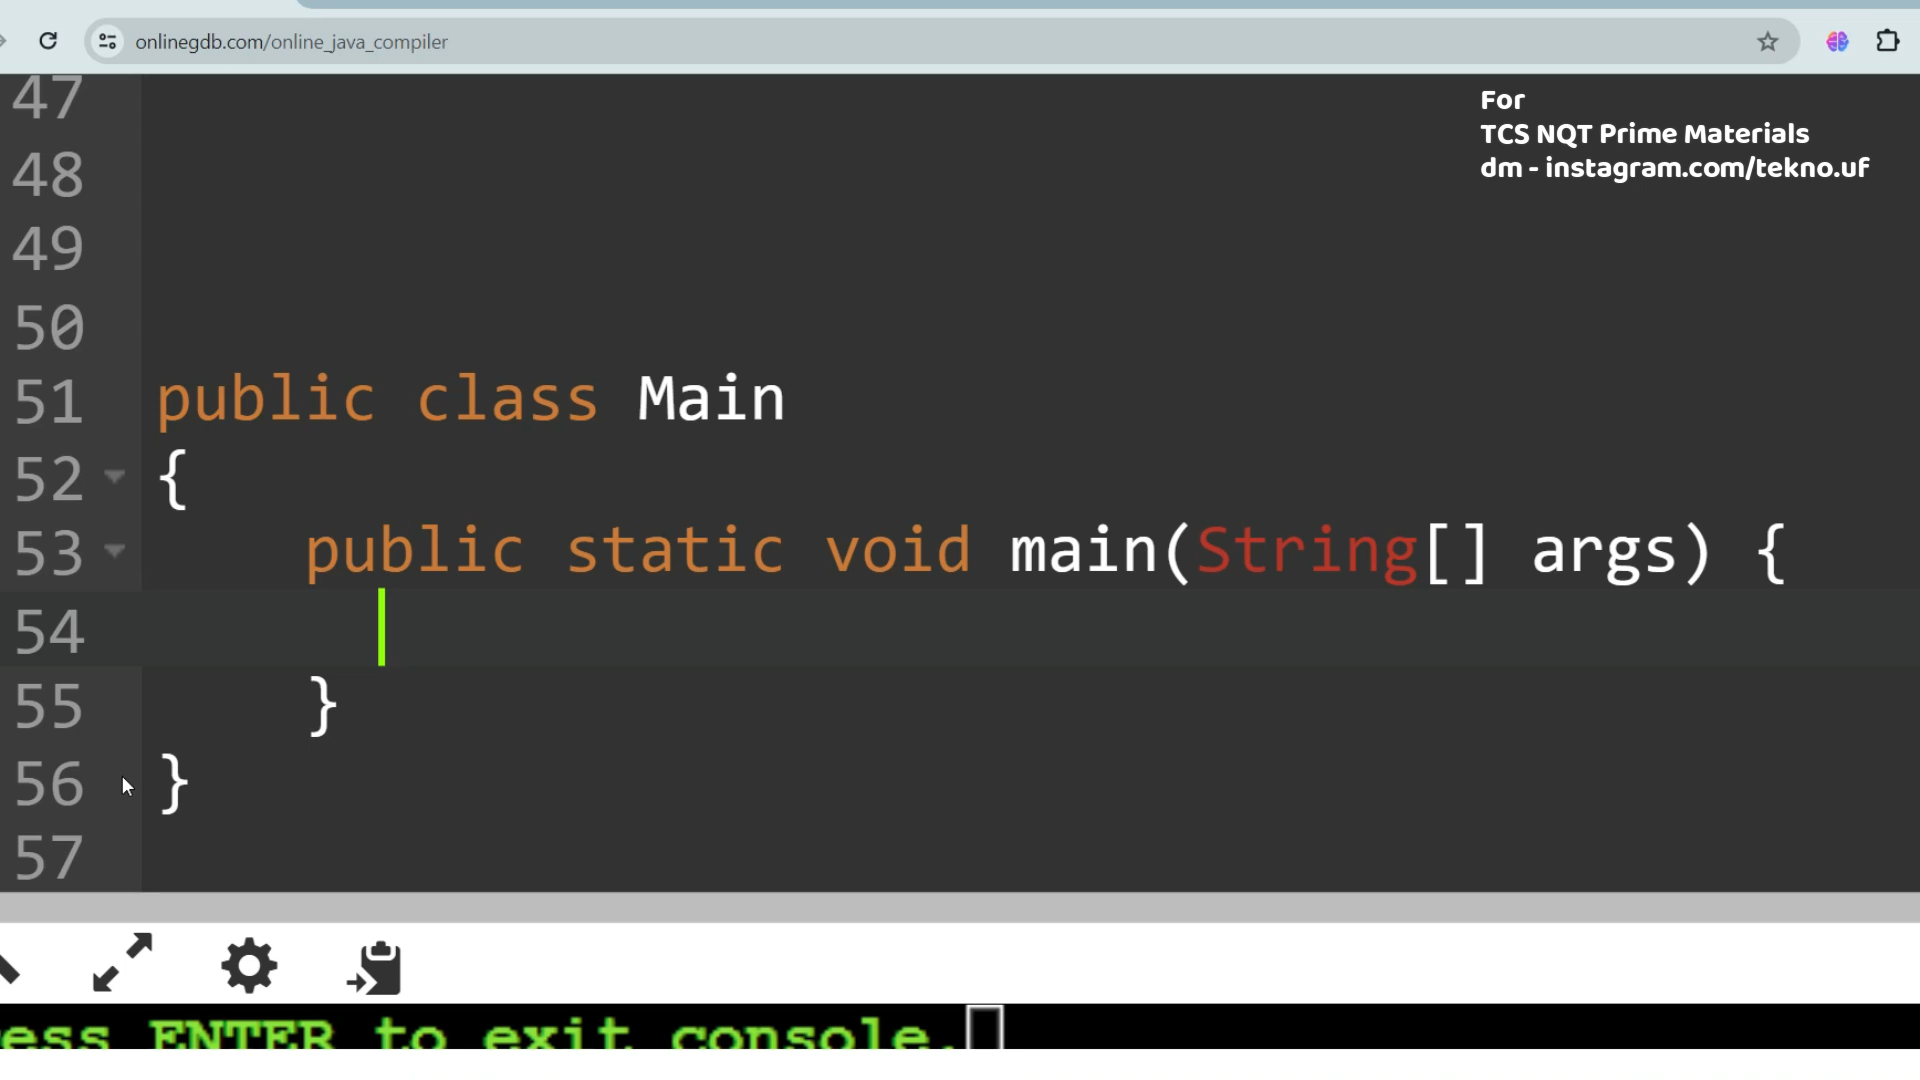 onlinegdb.com/online_java_compiler
For
TCS NQT Prime Materials
dm - instagram.com/tekno.uf
47
48
49
50
51 public class Main
52 {
53 public static void main(String[] args) {
54
55 }
56 }
57
ess ENTER to exit console.